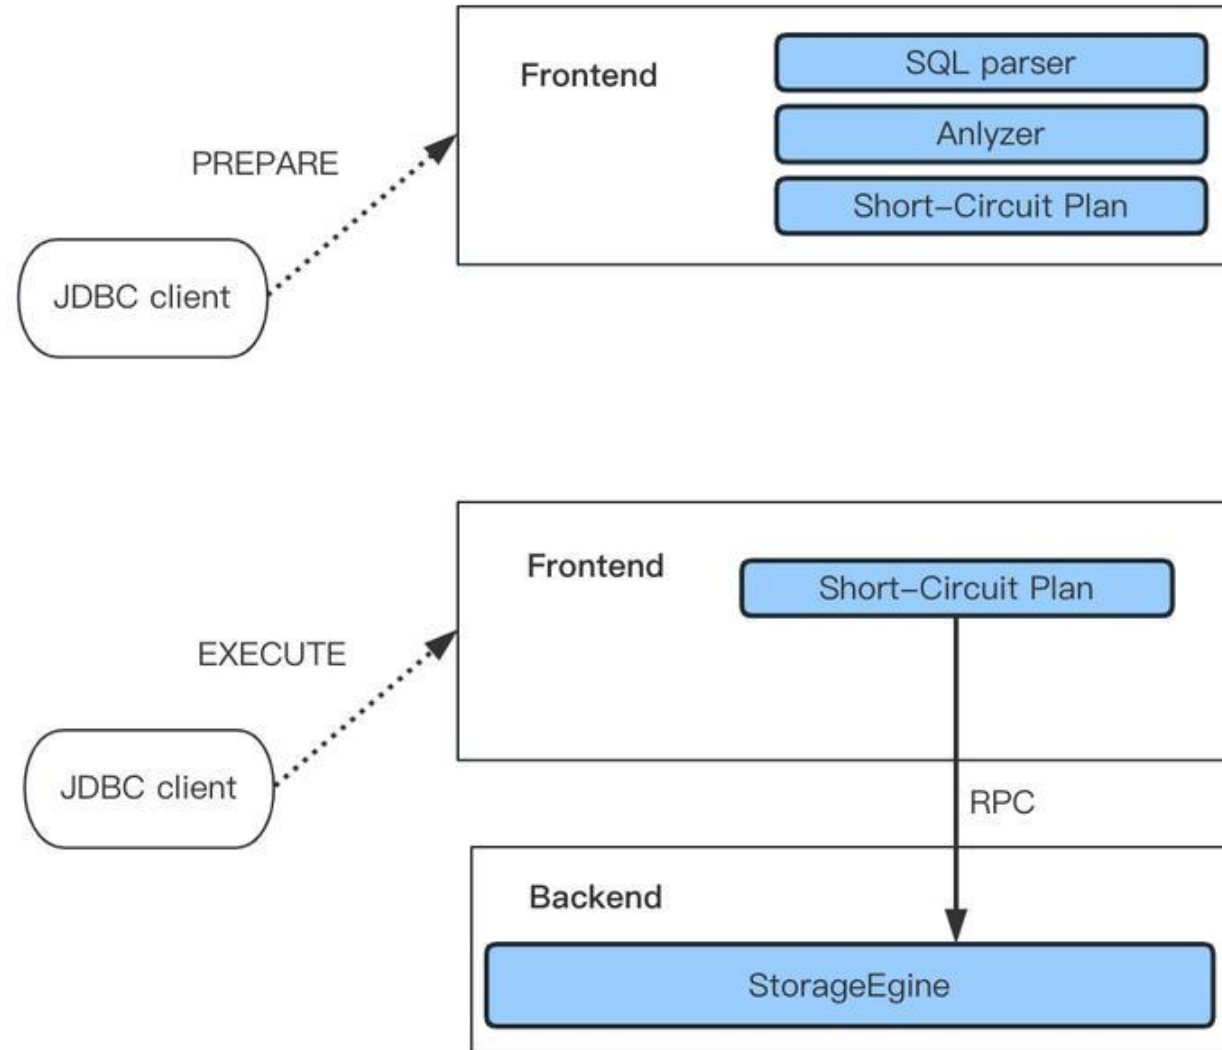 Frontend
SQL parser
Anlyzer
Short–Circuit Plan
PREPARE
JDBC client
Frontend
Short–Circuit Plan
EXECUTE
JDBC client
RPC
Backend
StorageEgine